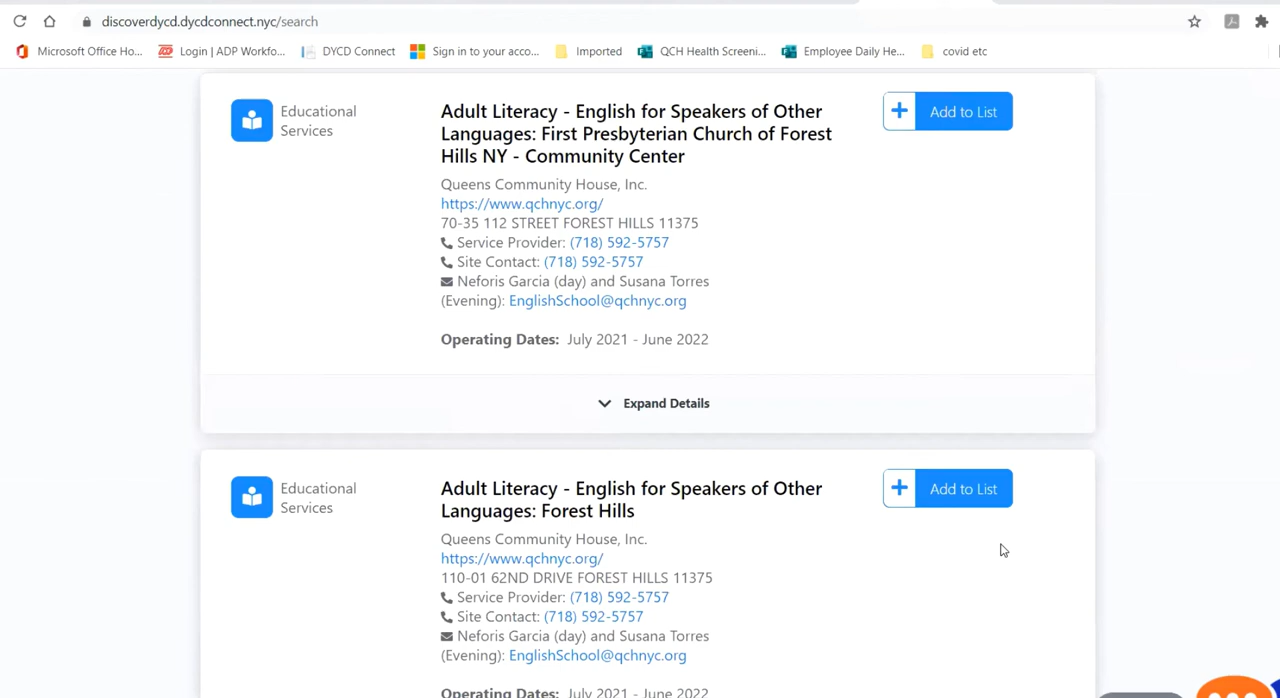 discoverdycd.dycdconnect.nyc/search
Microsoft Office Ho... Login | ADP Workfo... DYCD Connect Sign in to your acco... Imported QCH Health Screeni... Employee Daily He... covid etc
Educational
Services
Adult Literacy - English for Speakers of Other
Languages: First Presbyterian Church of Forest
Hills NY - Community Center
Add to List
Queens Community House, Inc.
https://www.qchnyc.org/
70-35 112 STREET FOREST HILLS 11375
Service Provider: (718) 592-5757
Site Contact: (718) 592-5757
Neforis Garcia (day) and Susana Torres
(Evening): EnglishSchool@qchnyc.org
Operating Dates: July 2021 - June 2022
Expand Details
Educational
Services
Adult Literacy - English for Speakers of Other
Languages: Forest Hills
Add to List
Queens Community House, Inc.
https://www.qchnyc.org/
110-01 62ND DRIVE FOREST HILLS 11375
Service Provider: (718) 592-5757
Site Contact: (718) 592-5757
Neforis Garcia (day) and Susana Torres
(Evening): EnglishSchool@qchnyc.org
Operating Dates: July 2021 - June 2022